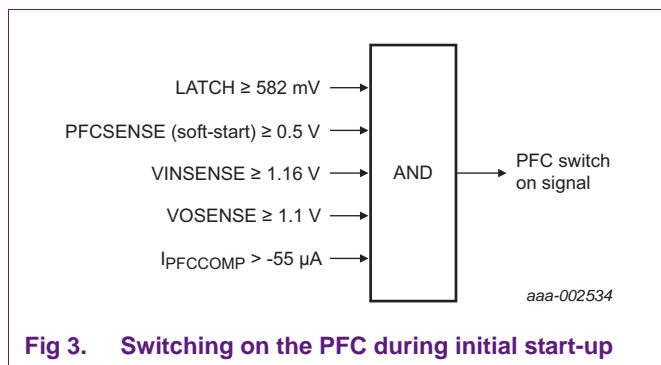 LATCH ≥ 582 mV
PFCSENSE (soft-start) ≥ 0.5 V
VINSENSE ≥ 1.16 V
VOSENSE ≥ 1.1 V
IPFCCOMP > -55 µA
AND
PFC switch
on signal
aaa-002534
Fig 3. Switching on the PFC during initial start-up